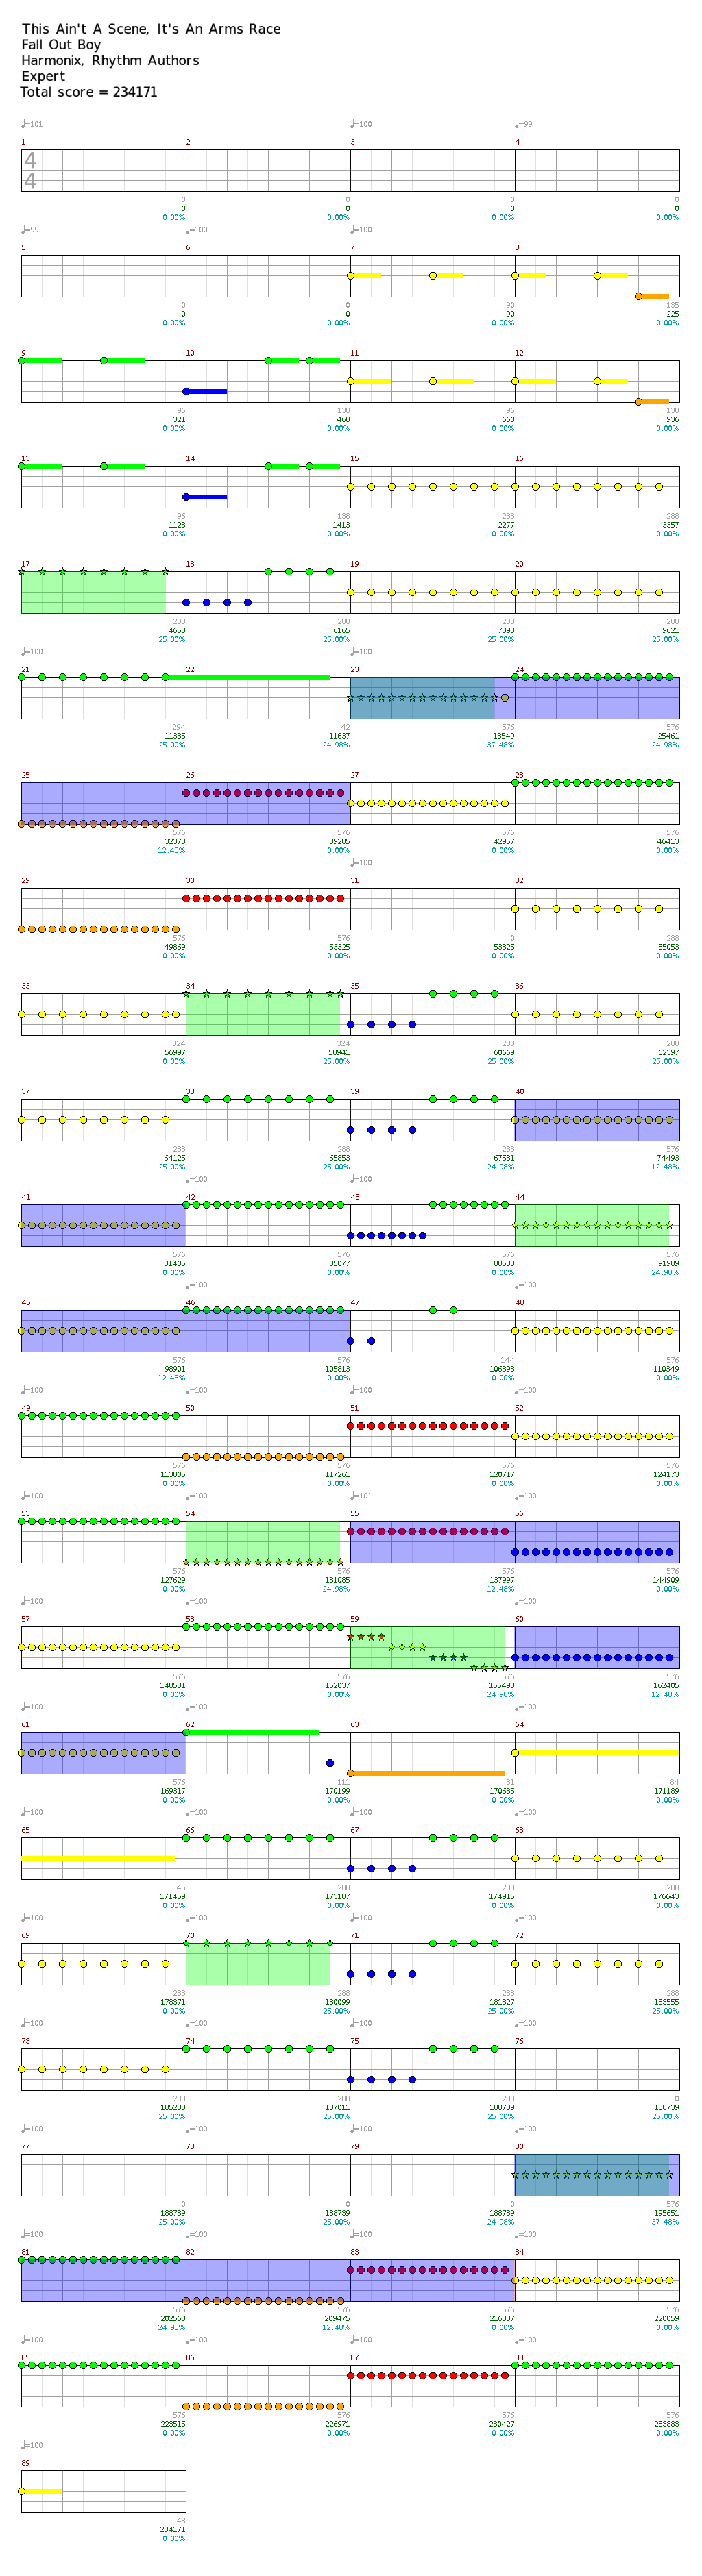 This Ain't A Scene, It's An Arms Race
Fall Out Boy
Harmonix, Rhythm Authors
Expert
Total score = 234171
♩=101 ♩=100 ♩=99
1 2 3 4
4
4
0 0 0 0
0 0 0 0
0.00% 0.00% 0.00% 0.00%
♩=99 ♩=100 ♩=100
5 6 7 8
0 0 90 135
0 0 90 225
0.00% 0.00% 0.00% 0.00%
9 10 11 12
96 138 96 138
321 468 660 936
0.00% 0.00% 0.00% 0.00%
13 14 15 16
96 138 288 288
1128 1413 2277 3357
0.00% 0.00% 0.00% 0.00%
17 18 19 20
288 288 288 288
4653 6165 7893 9621
25.00% 25.00% 25.00% 25.00%
♩=100 ♩=100
21 22 23 24
294 42 576 576
11385 11637 18549 25461
25.00% 24.98% 37.48% 24.98%
25 26 27 28
576 576 576 576
32373 39285 42957 46413
12.48% 0.00% 0.00% 0.00%
♩=100
29 30 31 32
576 576 0 288
49869 53325 53325 55053
0.00% 0.00% 0.00% 0.00%
33 34 35 36
324 324 288 288
56997 58941 60669 62397
0.00% 25.00% 25.00% 25.00%
37 38 39 40
288 288 288 576
64125 65853 67581 74493
25.00% 25.00% 24.98% 12.48%
♩=100 ♩=100
41 42 43 44
576 576 576 576
81405 85077 88533 91989
0.00% 0.00% 0.00% 24.98%
♩=100 ♩=100
45 46 47 48
576 576 144 576
98901 105813 106893 110349
12.48% 0.00% 0.00% 0.00%
♩=100 ♩=100 ♩=100 ♩=100
49 50 51 52
576 576 576 576
113805 117261 120717 124173
0.00% 0.00% 0.00% 0.00%
♩=100 ♩=100 ♩=101 ♩=100
53 54 55 56
576 576 576 576
127629 131085 137997 144909
0.00% 24.98% 12.48% 0.00%
♩=100 ♩=100 ♩=100 ♩=100
57 58 59 60
576 576 576 576
148581 152037 155493 162405
0.00% 0.00% 24.98% 12.48%
♩=100 ♩=100 ♩=100 ♩=100
61 62 63 64
576 111 81 84
169317 170199 170685 171189
0.00% 0.00% 0.00% 0.00%
♩=100 ♩=100 ♩=100 ♩=100
65 66 67 68
45 288 288 288
171459 173187 174915 176643
0.00% 0.00% 0.00% 0.00%
♩=100 ♩=100 ♩=100 ♩=100
69 70 71 72
288 288 288 288
178371 180099 181827 183555
0.00% 25.00% 25.00% 25.00%
♩=100 ♩=100 ♩=100 ♩=100
73 74 75 76
288 288 288 0
185283 187011 188739 188739
25.00% 25.00% 25.00% 25.00%
♩=100 ♩=100 ♩=100 ♩=100
77 78 79 80
0 0 0 576
188739 188739 188739 195651
25.00% 25.00% 24.98% 37.48%
♩=100 ♩=100 ♩=100 ♩=100
81 82 83 84
576 576 576 576
202563 209475 216387 220059
24.98% 12.48% 0.00% 0.00%
♩=100 ♩=100 ♩=100 ♩=100
85 86 87 88
576 576 576 576
223515 226971 230427 233883
0.00% 0.00% 0.00% 0.00%
♩=100
89
48
234171
0.00%